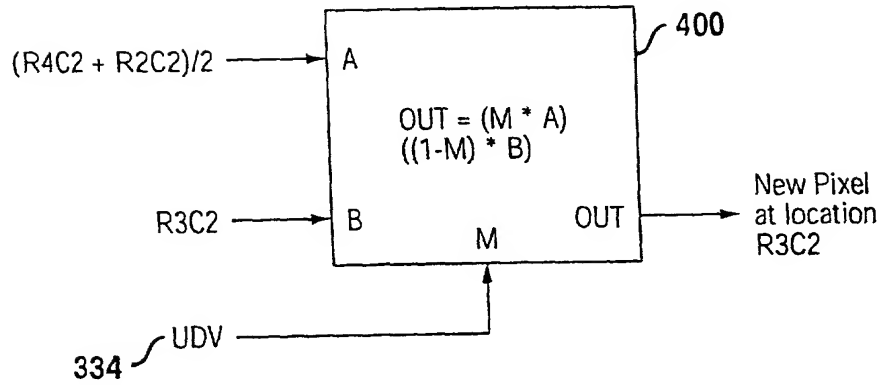 400
(R4C2 + R2C2)/2
A
OUT = (M * A)
((1-M) * B)
R3C2
B
M
OUT
New Pixel
at location
R3C2
UDV
334